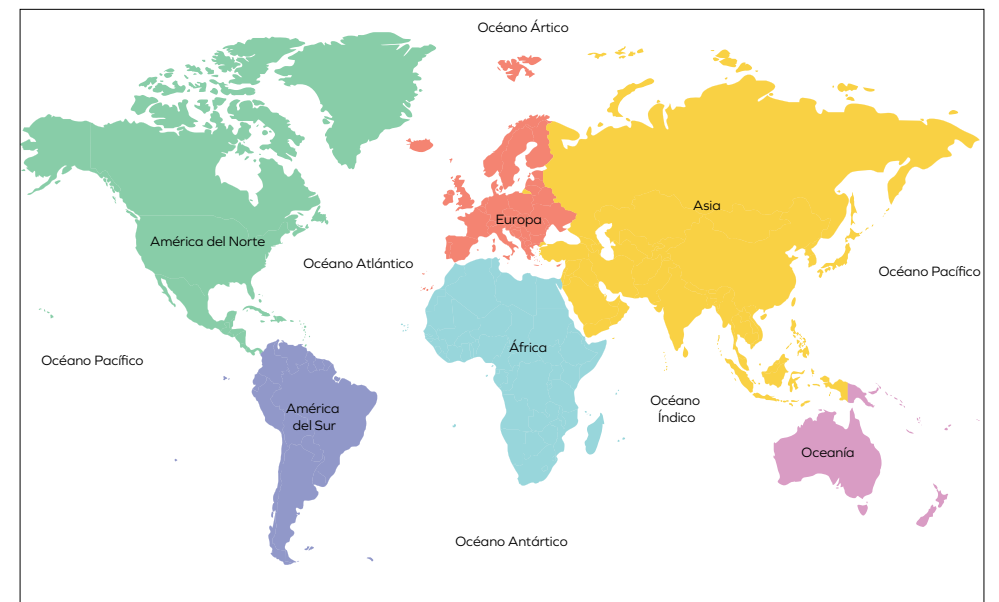 Océano Ártico
Asia
Europa
América del Norte
Océano Atlántico
Océano Pacífico
África
Océano Pacífico
Océano
Índico
América
del Sur
Oceanía
Océano Antártico